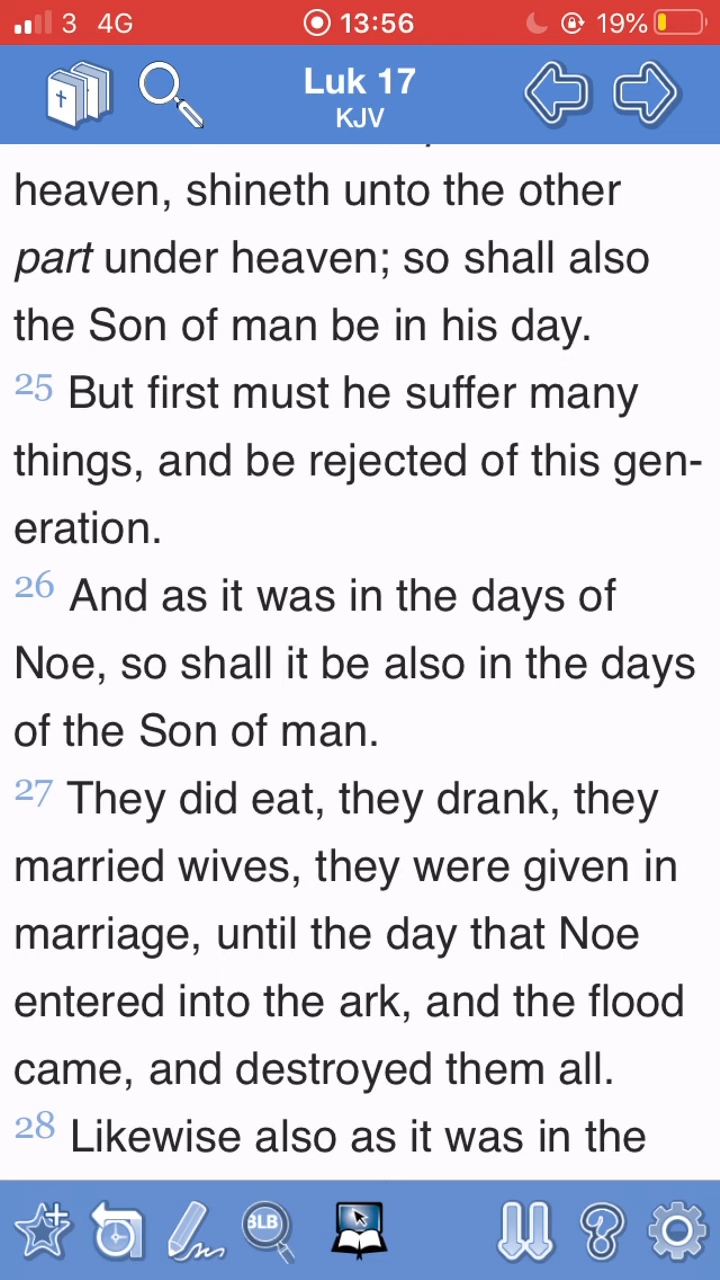 3 4G 13:56 19%
Luk 17
KJV
heaven, shineth unto the other
part under heaven; so shall also
the Son of man be in his day.
25 But first must he suffer many
things, and be rejected of this gen-
eration.
26 And as it was in the days of
Noe, so shall it be also in the days
of the Son of man.
27 They did eat, they drank, they
married wives, they were given in
marriage, until the day that Noe
entered into the ark, and the flood
came, and destroyed them all.
28 Likewise also as it was in the
BLB